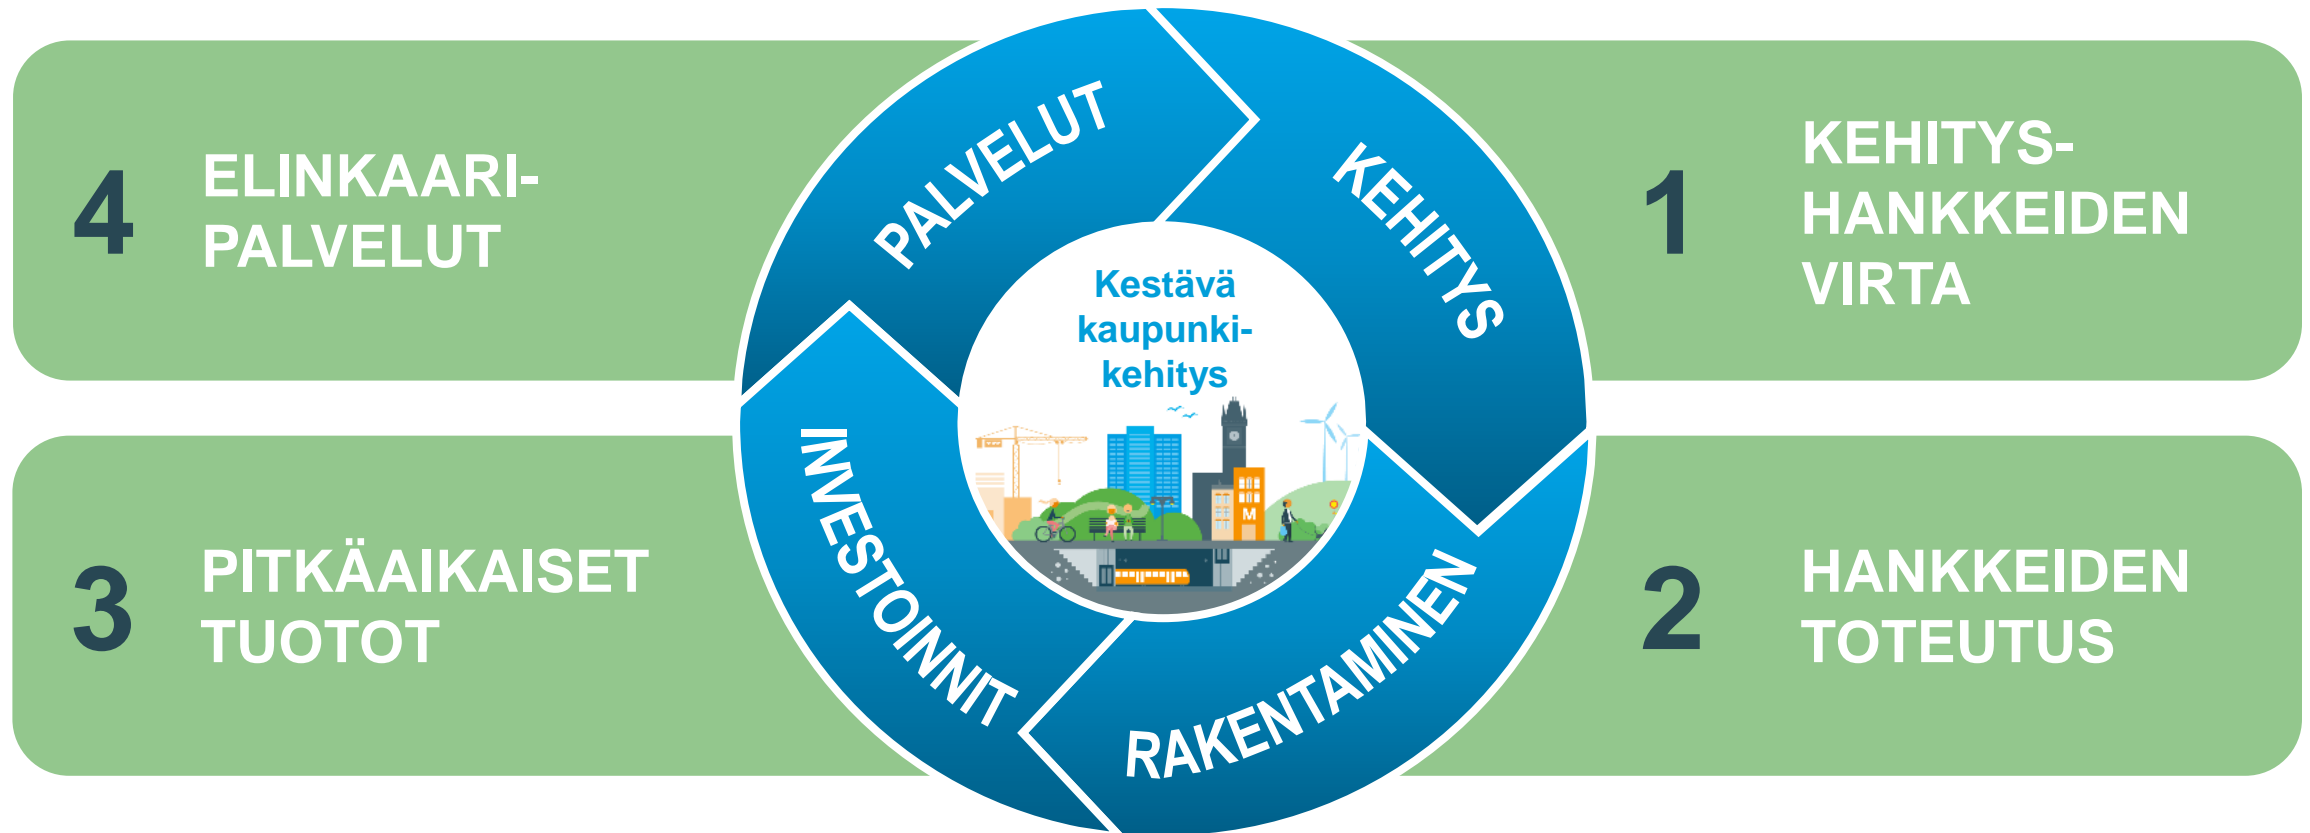 4
ELINKAARI-
PALVELUT
PALVELUT
KEHITYS
1
KEHITYS-
HANKKEIDEN
VIRTA
Kestävä
kaupunki-
kehitys
M
3
PITKÄAIKAISET
TUOTOT
INVESTOINNIT
RAKENTAMINEN
2
HANKKEIDEN
TOTEUTUS